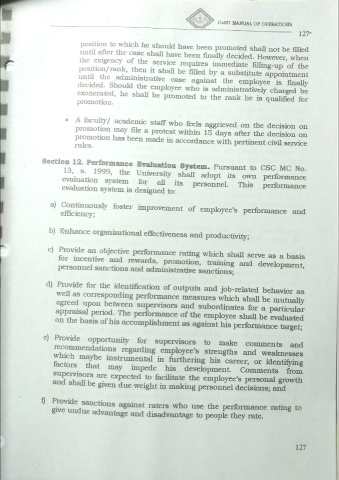 CvSU MANUAL OF OPERATIONS
127
position to which he should have been promoted shall not be filled
until after the case shall have been finally decided. However, when
the exigency of the service requires immediate filling-up of the
position/rank, then it shall be filled by a substitute appointment
until the administrative case against the employee is finally
decided. Should the employee who is administratively charged be
exonerated, he shall be promoted to the rank he is qualified for
promotion.
• A faculty/ academic staff who feels aggrieved on the decision on
promotion may file a protest within 15 days after the decision on
promotion has been made in accordance with pertinent civil service
rules.
Section 12. Performance Evaluation System. Pursuant to CSC MC No.
13, s. 1999, the University shall adopt its own performance
evaluation system for all its personnel. This performance
evaluation system is designed to:
a) Continuously foster improvement of employee's performance and
efficiency;
b) Enhance organizational effectiveness and productivity;
c) Provide an objective performance rating which shall serve as a basis
for incentive and rewards, promotion, training and development,
personnel sanctions and administrative sanctions;
d) Provide for the identification of outputs and job-related behavior as
well as corresponding performance measures which shall be mutually
agreed upon between supervisors and subordinates for a particular
appraisal period. The performance of the employee shall be evaluated
on the basis of his accomplishment as against his performance target;
e) Provide opportunity for supervisors to make comments and
recommendations regarding employee's strengths and weaknesses
which maybe instrumental in furthering his career, or identifying
factors that may impede his development. Comments from
supervisors are expected to facilitate the employee's personal growth
and shall be given due weight in making personnel decisions; and
f) Provide sanctions against raters who use the performance rating to
give undue advantage and disadvantage to people they rate.
127